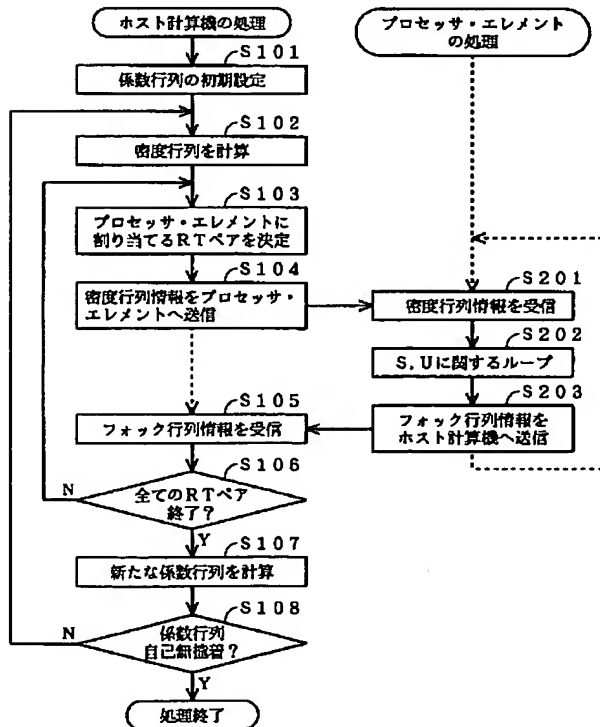 ホスト計算機の処理
S101
係数行列の初期設定
S102
密度行列を計算
S103
プロセッサ・エレメントに
割り当てるRTペアを決定
S104
密度行列情報をプロセッサ・
エレメントへ送信
S105
フォック行列情報を受信
S106
全てのRTペア
終了?
N
Y
S107
新たな係数行列を計算
S108
係数行列
自己無撞着?
N
Y
処理終了
プロセッサ・エレメント
の処理
S201
密度行列情報を受信
S202
S,Uに関するループ
S203
フォック行列情報を
ホスト計算機へ送信